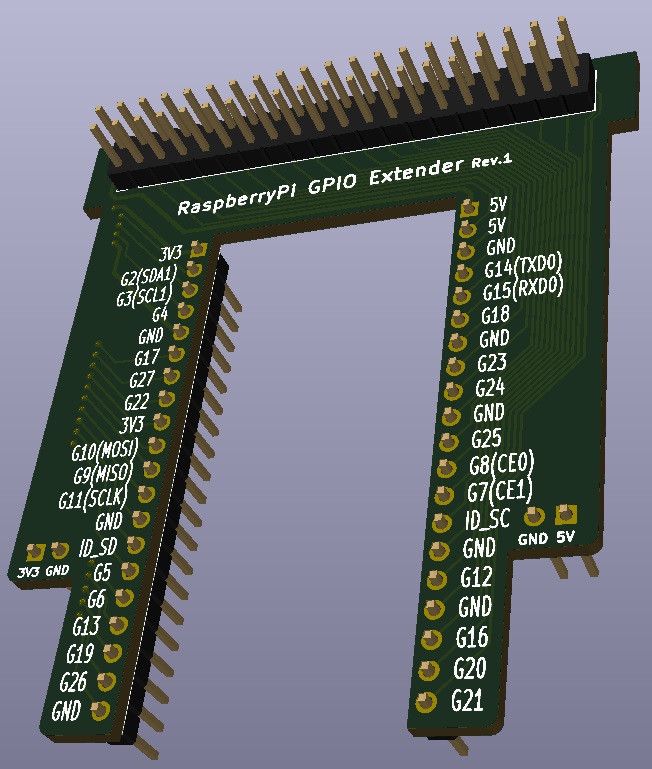 RaspberryPi GPIO Extender Rev.1
3V3
G2(SDA1)
G3(SCL1)
G4
GND
G17
G27
G22
3V3
G10(MOSI)
G9(MISO)
G11(SCLK)
GND
ID_SD
G5
G6
G13
G19
G26
GND
3V3 GND
5V
5V
GND
G14(TXD0)
G15(RXD0)
G18
GND
G23
G24
GND
G25
G8(CE0)
G7(CE1)
ID_SC
GND
G12
GND
G16
G20
G21
GND 5V